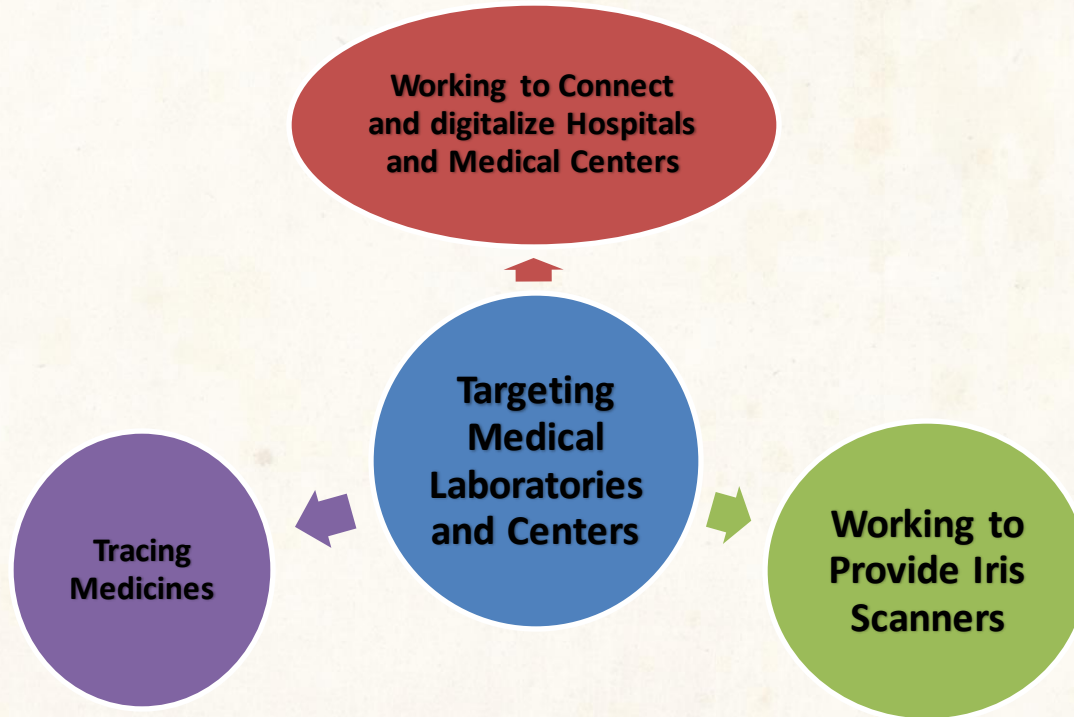 Working to Connect
and digitalize Hospitals
and Medical Centers
Targeting
Medical
Laboratories
and Centers
Tracing
Medicines
Working to
Provide Iris
Scanners